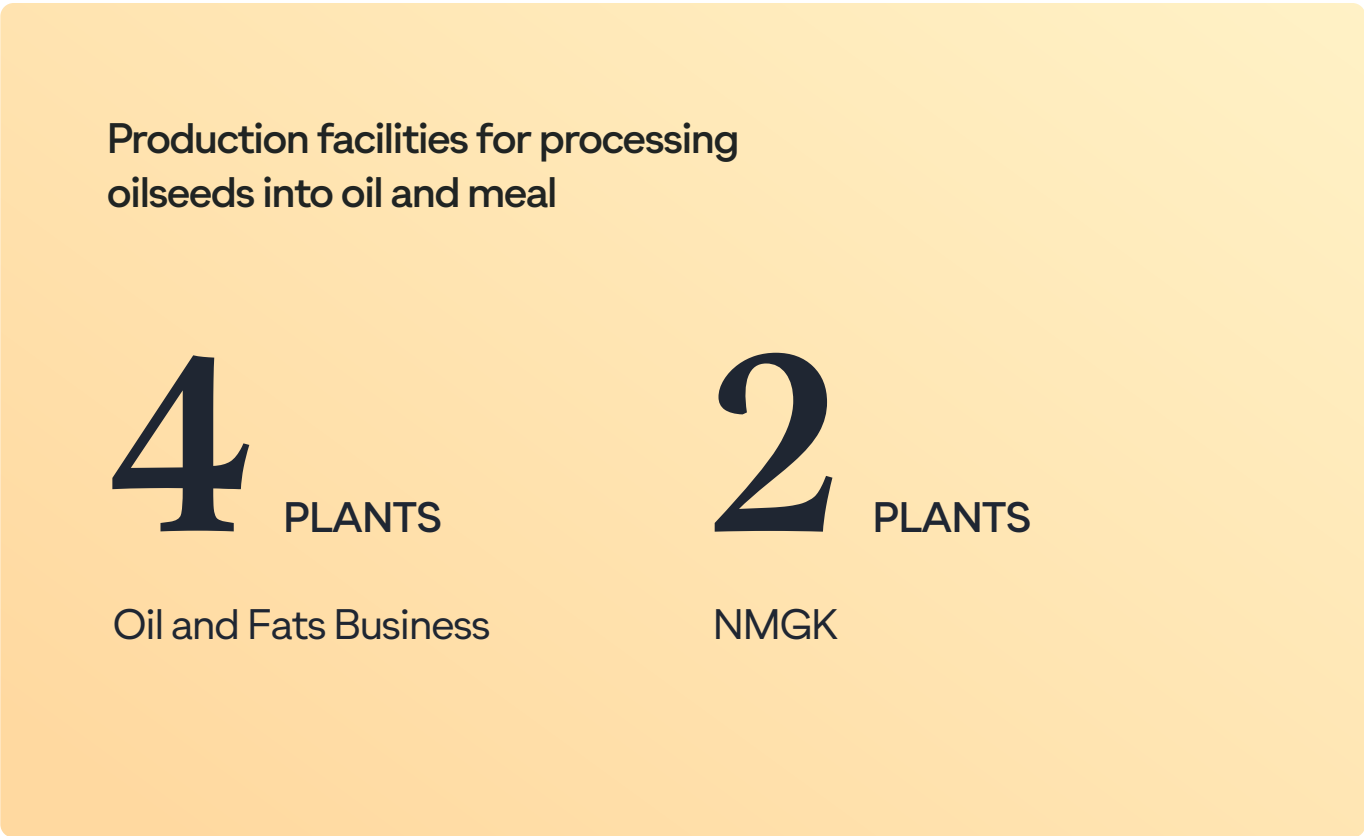 Production facilities for processing
oilseeds into oil and meal
4 PLANTS
Oil and Fats Business
2 PLANTS
NMGK